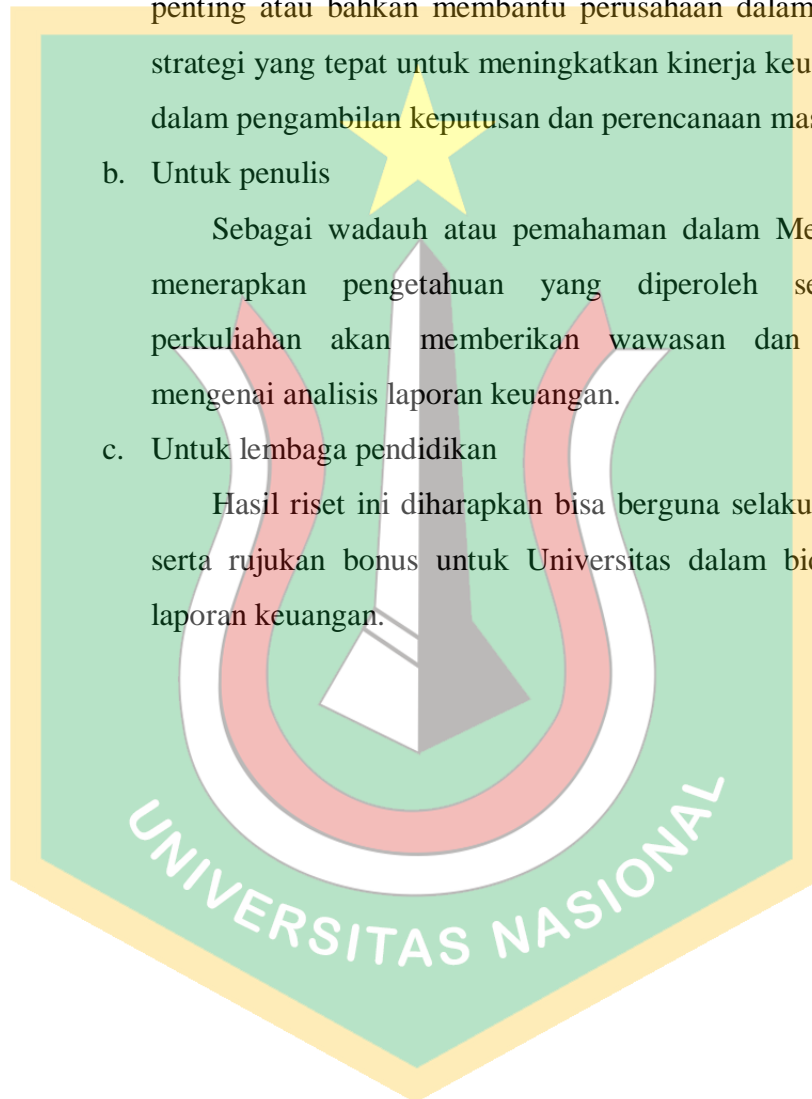 penting atau bahkan membantu perusahaan dalam
strategi yang tepat untuk meningkatkan kinerja keu
dalam pengambilan keputusan dan perencanaan mas
b. Untuk penulis
Sebagai wadauh atau pemahaman dalam Me
menerapkan pengetahuan yang diperoleh se
perkuliahan akan memberikan wawasan dan
mengenai analisis laporan keuangan.
c. Untuk lembaga pendidikan
Hasil riset ini diharapkan bisa berguna selaku
serta rujukan bonus untuk Universitas dalam bid
laporan keuangan.
UNIVERSITAS NASIONAL